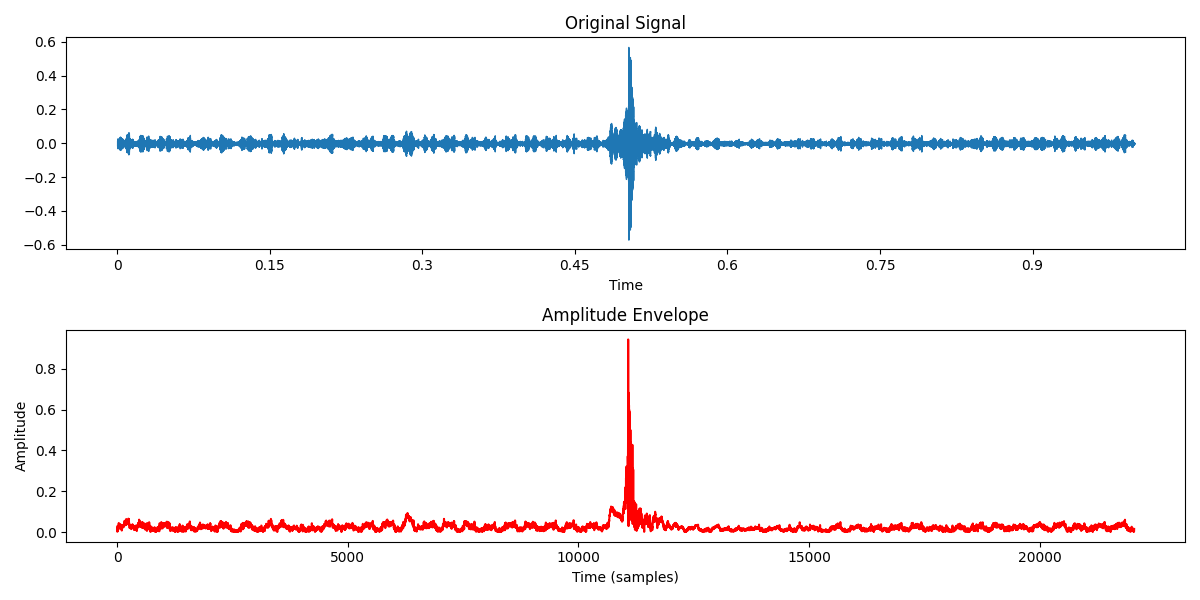 Original Signal
0.6
0.4
0.2
0.0
−0.2
−0.4
−0.6
0 0.15 0.3 0.45 0.6 0.75 0.9
Time
Amplitude Envelope
Amplitude
0.8
0.6
0.4
0.2
0.0
0 5000 10000 15000 20000
Time (samples)